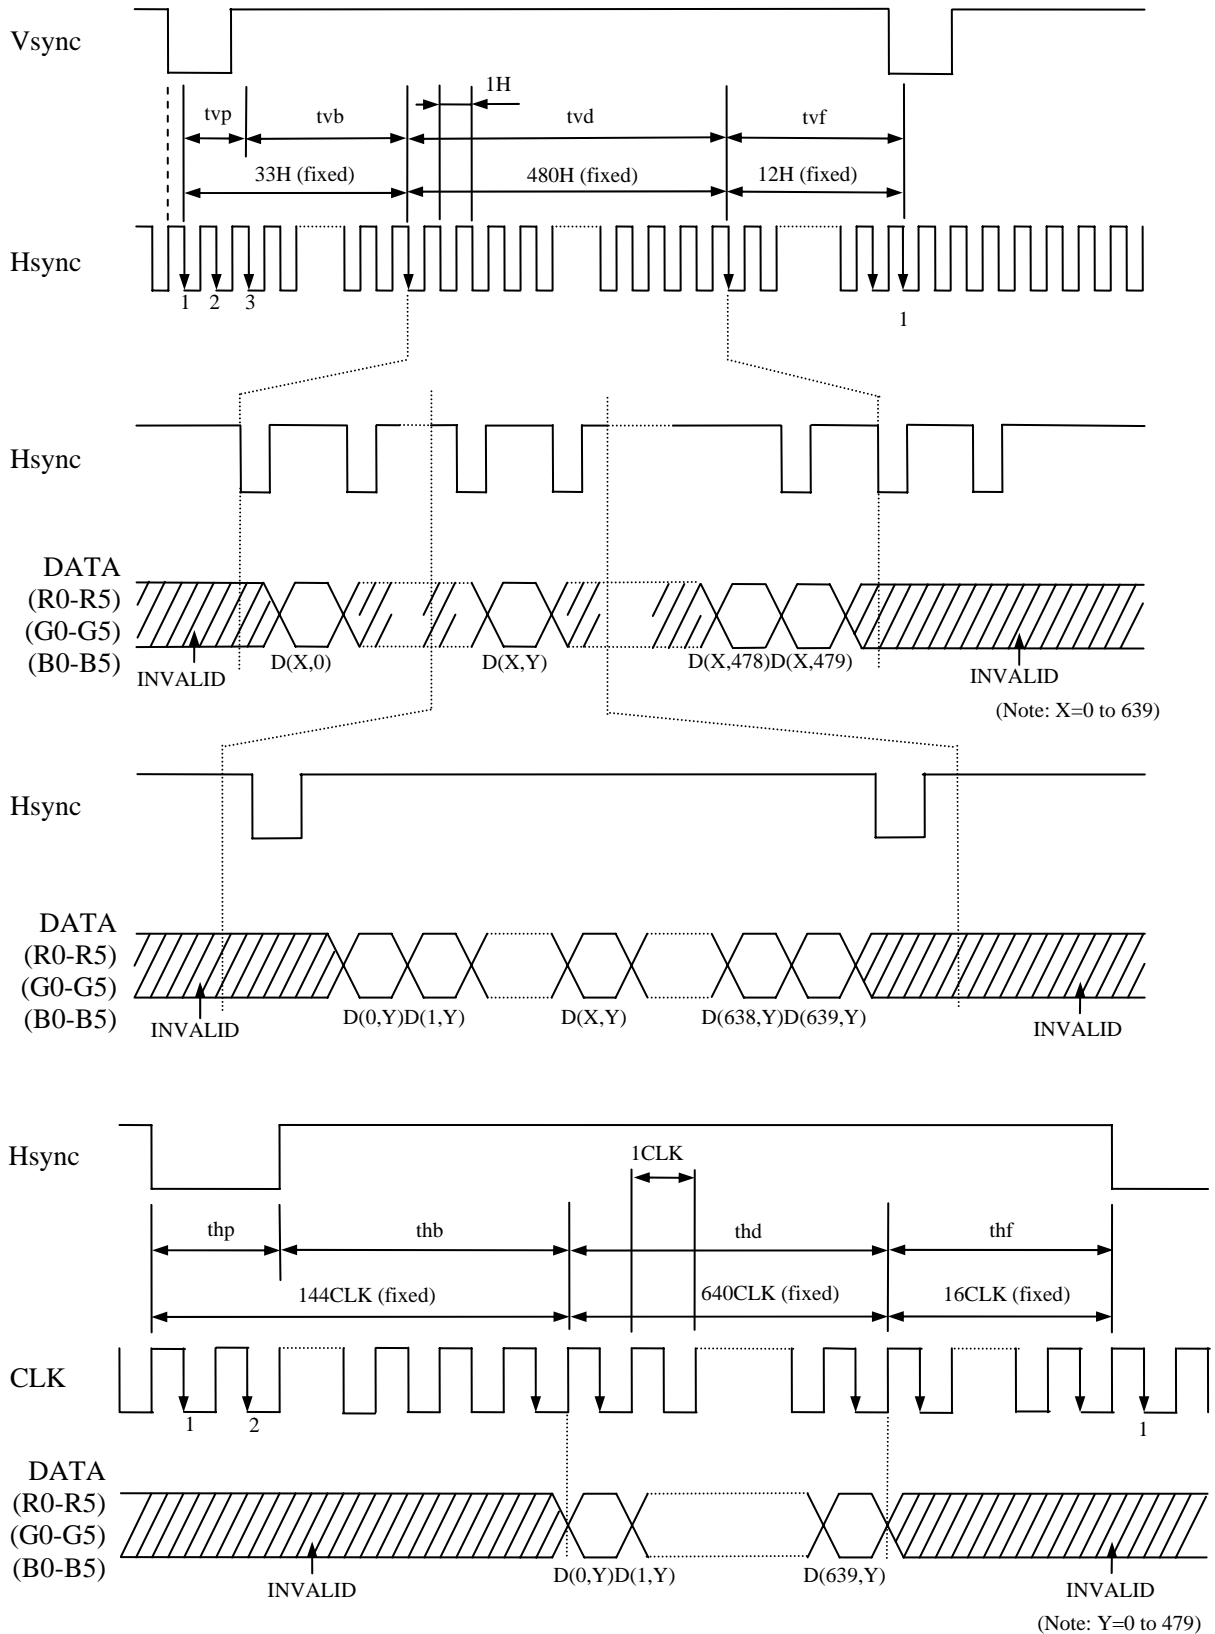 Vsync
1H
tvp tvb tvd tvf
33H (fixed) 480H (fixed) 12H (fixed)
Hsync
1 2 3 1
Hsync
DATA
(R0-R5)
(G0-G5)
(B0-B5)
D(X,0) D(X,Y) D(X,478)D(X,479)
INVALID INVALID
(Note: X=0 to 639)
Hsync
DATA
(R0-R5)
(G0-G5)
(B0-B5)
D(0,Y)D(1,Y) D(X,Y) D(638,Y)D(639,Y)
INVALID INVALID
Hsync
1CLK
thp thb thd thf
144CLK (fixed) 640CLK (fixed) 16CLK (fixed)
CLK
1 2 1
DATA
(R0-R5)
(G0-G5)
(B0-B5)
D(0,Y)D(1,Y) D(639,Y)
INVALID INVALID
(Note: Y=0 to 479)